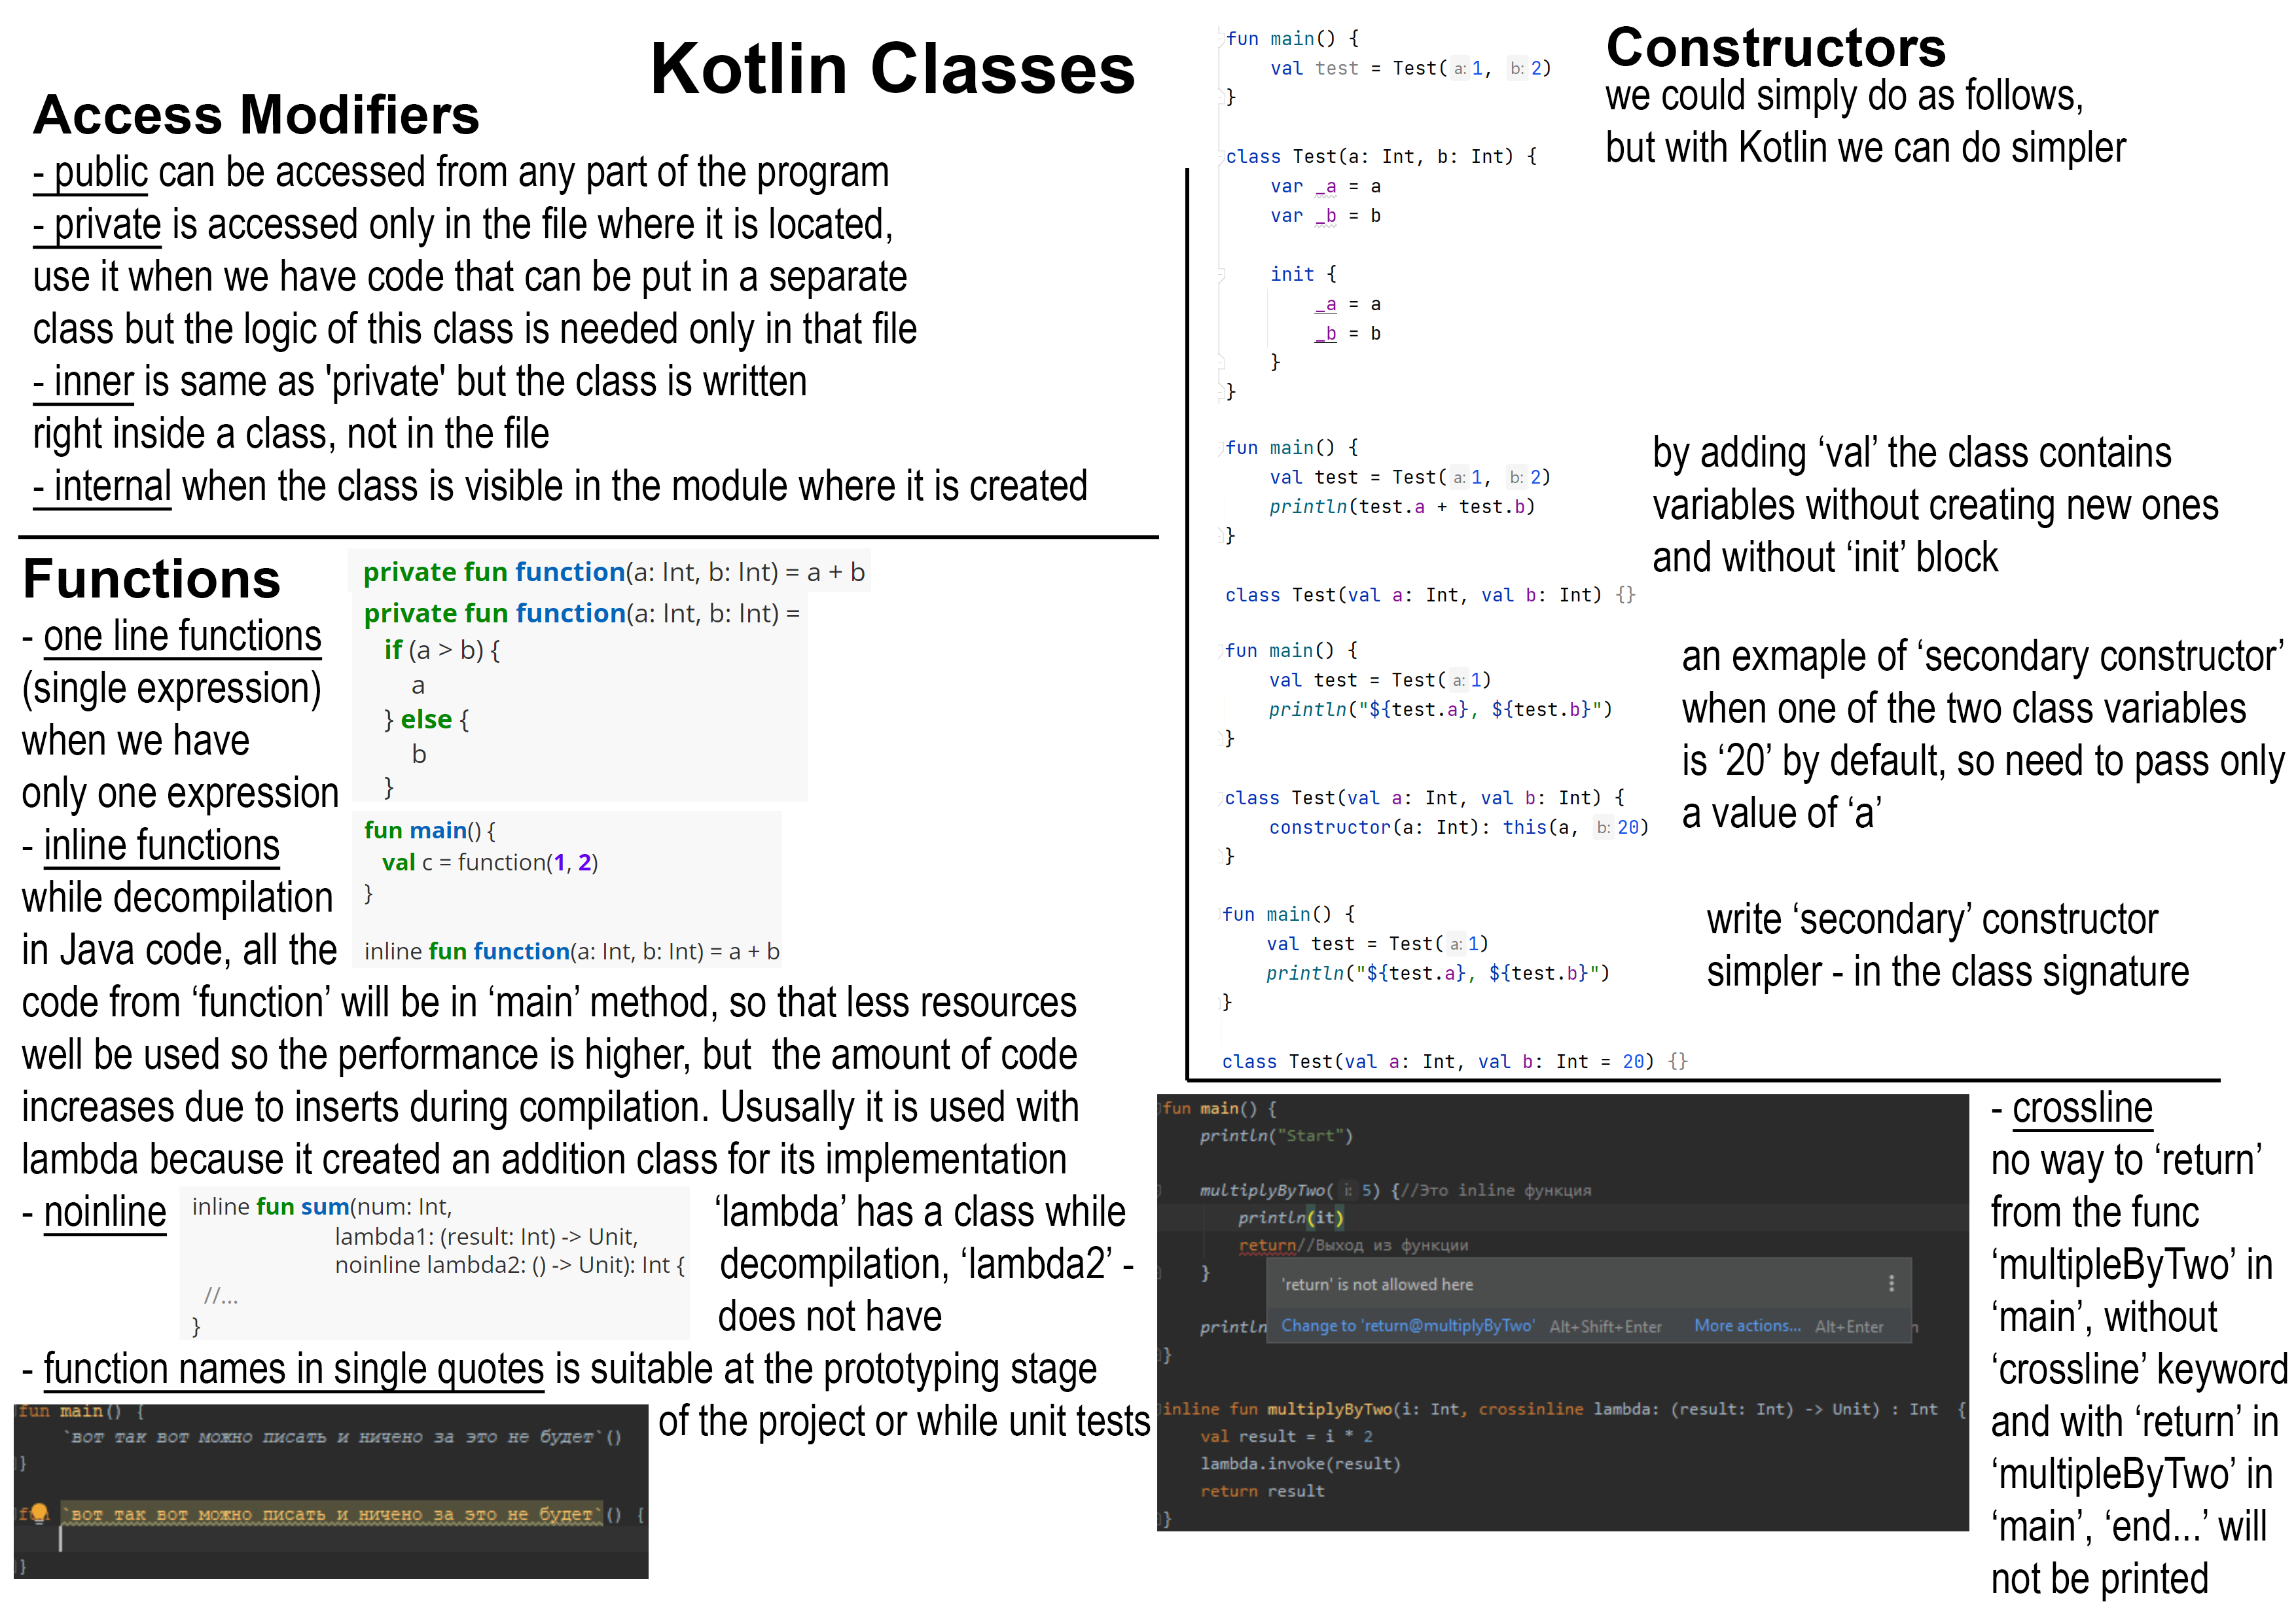 Kotlin Classes
Access Modifiers
- public can be accessed from any part of the program
- private is accessed only in the file where it is located,
use it when we have code that can be put in a separate
class but the logic of this class is needed only in that file
- inner is same as 'private' but the class is written
right inside a class, not in the file
- internal when the class is visible in the module where it is created
Functions
- one line functions
(single expression)
when we have
only one expression
private fun function(a: Int, b: Int) = a + b
private fun function(a: Int, b: Int) =
if (a > b) {
a
} else {
b
}
- inline functions
while decompilation
in Java code, all the
fun main() {
val c = function(1, 2)
}
inline fun function(a: Int, b: Int) = a + b
code from ‘function’ will be in ‘main’ method, so that less resources
well be used so the performance is higher, but  the amount of code
increases due to inserts during compilation. Ususally it is used with
lambda because it created an addition class for its implementation
- noinline
inline fun sum(num: Int,
lambda1: (result: Int) -> Unit,
noinline lambda2: () -> Unit): Int {
//...
}
‘lambda’ has a class while
decompilation, ‘lambda2’ -
does not have
- function names in single quotes is suitable at the prototyping stage
of the project or while unit tests
fun main() {
`вот так вот можно писать и ничено за это не будет`()
}
fun `вот так вот можно писать и ничено за это не будет`() {
}
Constructors
we could simply do as follows,
but with Kotlin we can do simpler
fun main() {
val test = Test( a: 1, b: 2)
}
class Test(a: Int, b: Int) {
var _a = a
var _b = b
init {
_a = a
_b = b
}
}
fun main() {
val test = Test( a: 1, b: 2)
println(test.a + test.b)
}
class Test(val a: Int, val b: Int) {}
by adding ‘val’ the class contains
variables without creating new ones
and without ‘init’ block
fun main() {
val test = Test( a: 1)
println("${test.a}, ${test.b}")
}
class Test(val a: Int, val b: Int) {
constructor(a: Int): this(a, b: 20)
}
an exmaple of ‘secondary constructor’
when one of the two class variables
is ‘20’ by default, so need to pass only
a value of ‘a’
fun main() {
val test = Test( a: 1)
println("${test.a}, ${test.b}")
}
class Test(val a: Int, val b: Int = 20) {}
write ‘secondary’ constructor
simpler - in the class signature
fun main() {
println("Start")
multiplyByTwo( i: 5) {//Это inline функция
println(it)
return//Выход из функции
}
'return' is not allowed here
Change to 'return@multiplyByTwo' Alt+Shift+Enter More actions... Alt+Enter
println
}
inline fun multiplyByTwo(i: Int, crossinline lambda: (result: Int) -> Unit) : Int {
val result = i * 2
lambda.invoke(result)
return result
}
- crossline
no way to ‘return’
from the func
‘multipleByTwo’ in
‘main’, without
‘crossline’ keyword
and with ‘return’ in
‘multipleByTwo’ in
‘main’, ‘end...’ will
not be printed